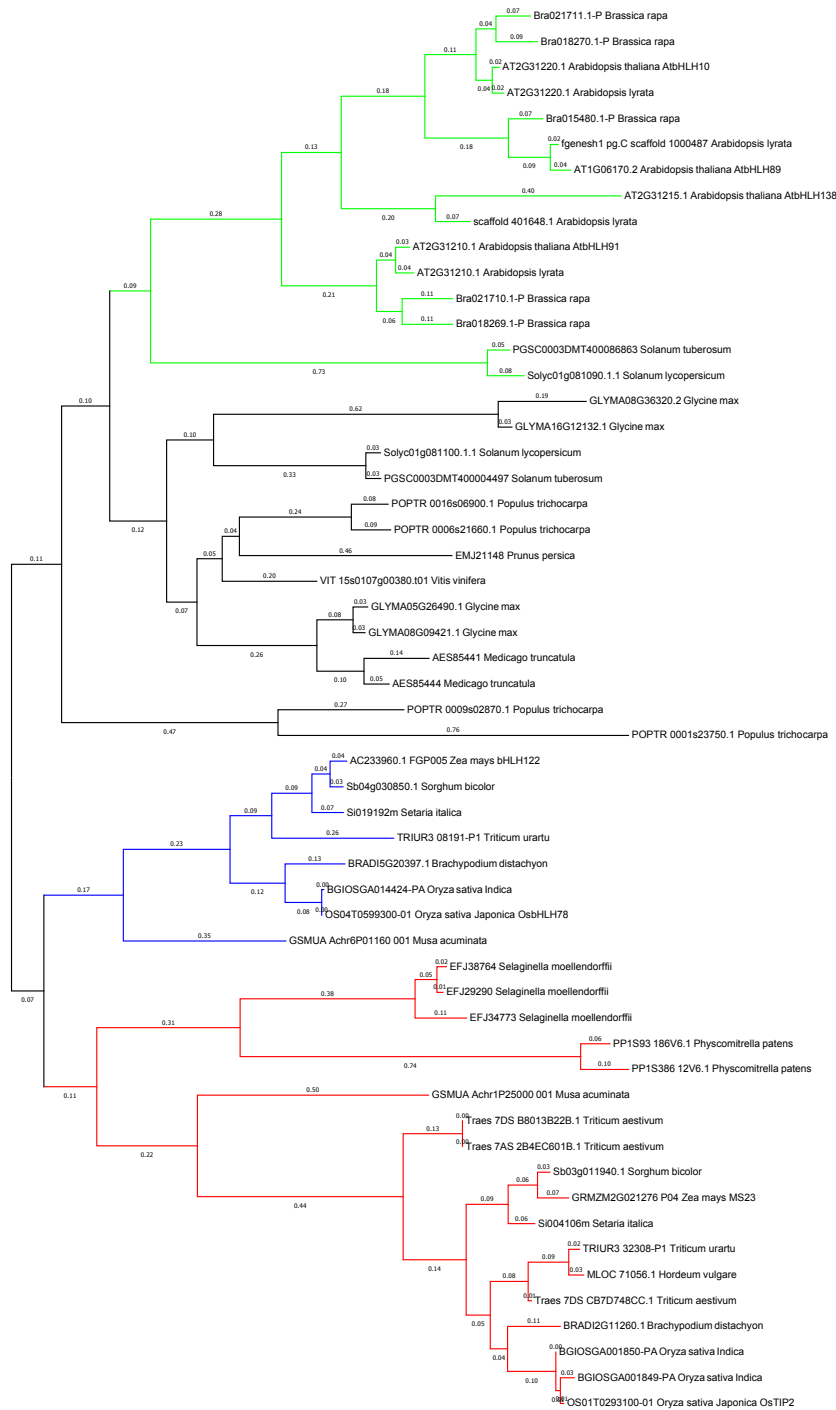 0.07
Bra021711.1-P Brassica rapa
0.04
0.09
Bra018270.1-P Brassica rapa
0.11
0.02
AT2G31220.1 Arabidopsis thaliana AtbHLH10
0.04
0.02
AT2G31220.1 Arabidopsis lyrata
0.18
0.07
Bra015480.1-P Brassica rapa
0.18
0.02
fgenesh1 pg.C scaffold 1000487 Arabidopsis lyrata
0.09
0.04
AT1G06170.2 Arabidopsis thaliana AtbHLH89
0.13
0.40
AT2G31215.1 Arabidopsis thaliana AtbHLH138
0.20
0.07
scaffold 401648.1 Arabidopsis lyrata
0.28
0.03
AT2G31210.1 Arabidopsis thaliana AtbHLH91
0.04
0.04
AT2G31210.1 Arabidopsis lyrata
0.21
0.11
Bra021710.1-P Brassica rapa
0.06
0.11
Bra018269.1-P Brassica rapa
0.09
0.05
PGSC0003DMT400086863 Solanum tuberosum
0.73
0.08
Solyc01g081090.1.1 Solanum lycopersicum
0.10
0.19
GLYMA08G36320.2 Glycine max
0.62
0.03
GLYMA16G12132.1 Glycine max
0.10
0.03
Solyc01g081100.1.1 Solanum lycopersicum
0.33
0.03
PGSC0003DMT400004497 Solanum tuberosum
0.12
0.08
POPTR 0016s06900.1 Populus trichocarpa
0.24
0.09
POPTR 0006s21660.1 Populus trichocarpa
0.04
0.46
EMJ21148 Prunus persica
0.05
0.20
VIT 15s0107g00380.t01 Vitis vinifera
0.07
0.03
GLYMA05G26490.1 Glycine max
0.08
0.03
GLYMA08G09421.1 Glycine max
0.26
0.14
AES85441 Medicago truncatula
0.10
0.05
AES85444 Medicago truncatula
0.11
0.27
POPTR 0009s02870.1 Populus trichocarpa
0.47
0.76
POPTR 0001s23750.1 Populus trichocarpa
0.04
AC233960.1 FGP005 Zea mays bHLH122
0.04
0.03
Sb04g030850.1 Sorghum bicolor
0.09
0.07
Si019192m Setaria italica
0.09
0.26
TRIUR3 08191-P1 Triticum urartu
0.23
0.13
BRADI5G20397.1 Brachypodium distachyon
0.12
0.00
BGIOSGA014424-PA Oryza sativa Indica
0.08
0.00
OS04T0599300-01 Oryza sativa Japonica OsbHLH78
0.17
0.35
GSMUA Achr6P01160 001 Musa acuminata
0.07
0.02
EFJ38764 Selaginella moellendorffii
0.05
0.01
EFJ29290 Selaginella moellendorffii
0.38
0.11
EFJ34773 Selaginella moellendorffii
0.31
0.06
PP1S93 186V6.1 Physcomitrella patens
0.74
0.10
PP1S386 12V6.1 Physcomitrella patens
0.11
0.50
GSMUA Achr1P25000 001 Musa acuminata
0.22
0.00
Traes 7DS B8013B22B.1 Triticum aestivum
0.13
0.00
Traes 7AS 2B4EC601B.1 Triticum aestivum
0.44
0.03
Sb03g011940.1 Sorghum bicolor
0.06
0.07
GRMZM2G021276 P04 Zea mays MS23
0.09
0.06
Si004106m Setaria italica
0.14
0.02
TRIUR3 32308-P1 Triticum urartu
0.09
0.03
MLOC 71056.1 Hordeum vulgare
0.08
0.01
Traes 7DS CB7D748CC.1 Triticum aestivum
0.05
0.11
BRADI2G11260.1 Brachypodium distachyon
0.04
0.00
BGIOSGA001850-PA Oryza sativa Indica
0.10
0.03
BGIOSGA001849-PA Oryza sativa Indica
0.01
OS01T0293100-01 Oryza sativa Japonica OsTIP2